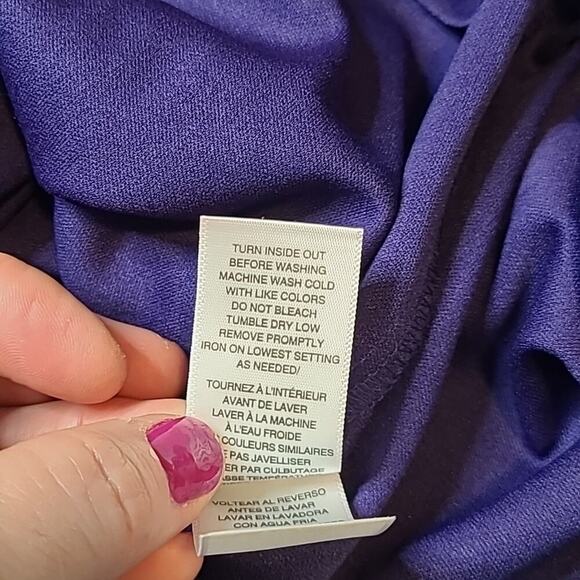 TURN INSIDE OUT
BEFORE WASHING
MACHINE WASH COLD
WITH LIKE COLORS
DO NOT BLEACH
TUMBLE DRY LOW
REMOVE PROMPTLY
IRON ON LOWEST SETTING
AS NEEDED/
TOURNEZ À L'INTÉRIEUR
AVANT DE LAVER
LAVER À LA MACHINE
À L'EAU FROIDE
COULEURS SIMILAIRES
PAS JAVELLISER
PAR CULBUTAGE
VOLTEAR AL REVERSO
ANTES DE LAVAR
LAVAR EN LAVADORA
CON AGUA FRIA